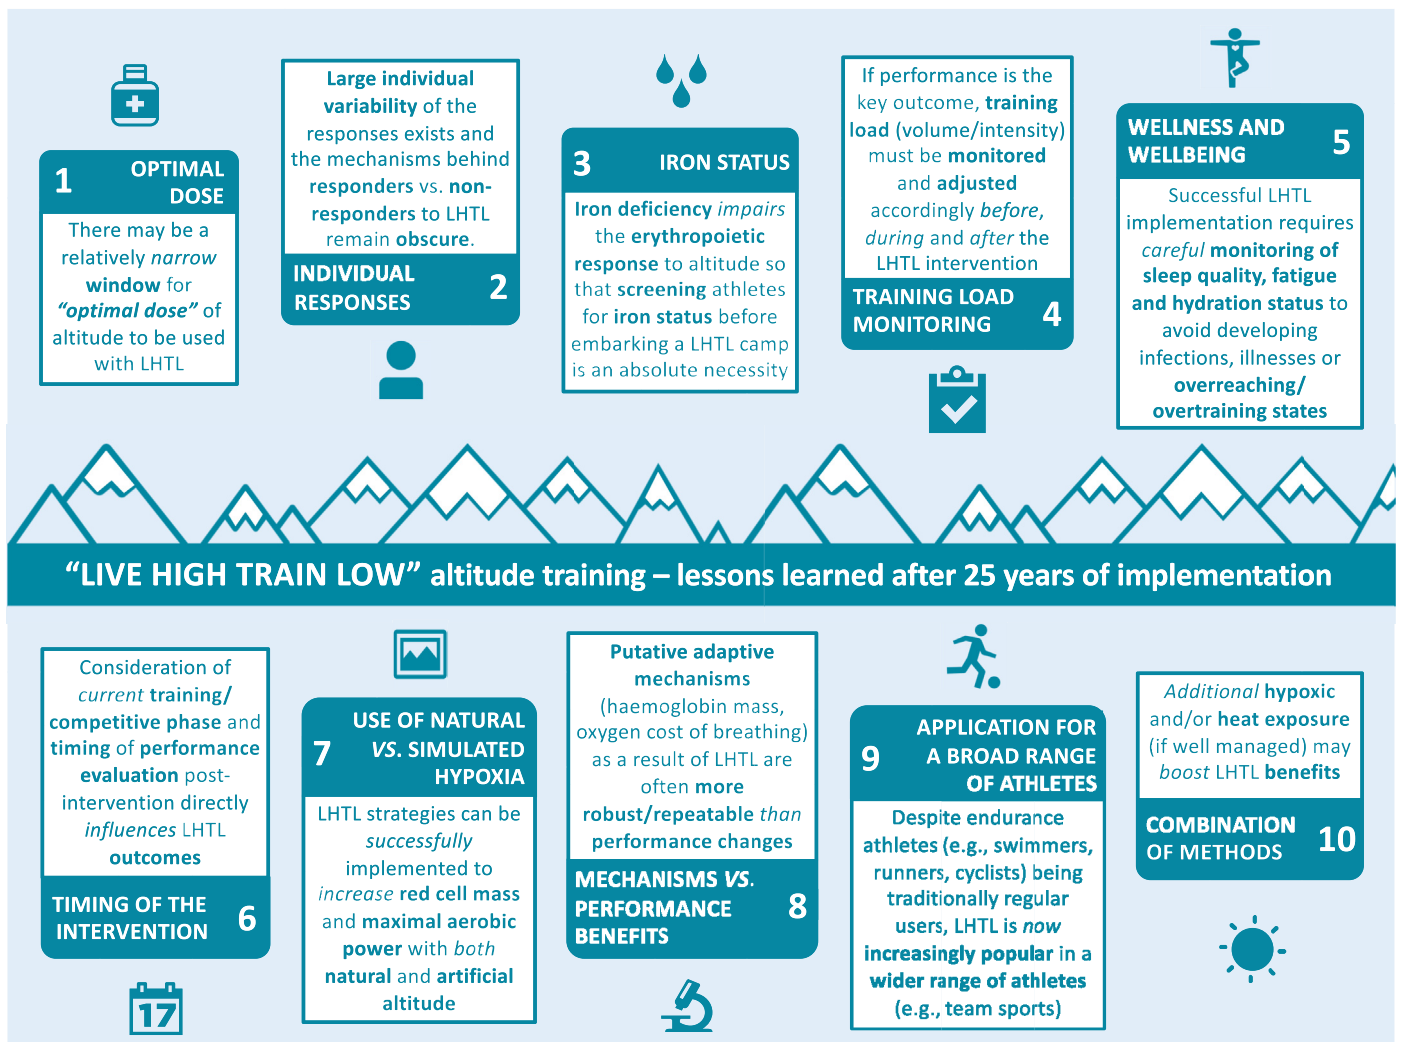 1
OPTIMAL
DOSE
There may be a
relatively narrow
window for
“optimal dose” of
altitude to be used
with LHTL
Large individual
variability of the
responses exists and
the mechanisms behind
responders vs. non-
responders to LHTL
remain obscure.
INDIVIDUAL
RESPONSES
2
3
IRON STATUS
Iron deficiency impairs
the erythropoietic
response to altitude so
that screening athletes
for iron status before
embarking a LHTL camp
is an absolute necessity
If performance is the
key outcome, training
load (volume/intensity)
must be monitored
and adjusted
accordingly before,
during and after the
LHTL intervention
TRAINING LOAD
MONITORING
4
WELLNESS AND
WELLBEING
5
Successful LHTL
implementation requires
careful monitoring of
sleep quality, fatigue
and hydration status to
avoid developing
infections, illnesses or
overreaching/
overtraining states
“LIVE HIGH TRAIN LOW” altitude training – lessons learned after 25 years of implementation
Consideration of
current training/
competitive phase and
timing of performance
evaluation post-
intervention directly
influences LHTL
outcomes
TIMING OF THE
INTERVENTION
6
17
7
USE OF NATURAL
VS. SIMULATED
HYPOXIA
LHTL strategies can be
successfully
implemented to
increase red cell mass
and maximal aerobic
power with both
natural and artificial
altitude
Putative adaptive
mechanisms
(haemoglobin mass,
oxygen cost of breathing)
as a result of LHTL are
often more
robust/repeatable than
performance changes
MECHANISMS VS.
PERFORMANCE
BENEFITS
8
9
APPLICATION FOR
A BROAD RANGE
OF ATHLETES
Despite endurance
athletes (e.g., swimmers,
runners, cyclists) being
traditionally regular
users, LHTL is now
increasingly popular in a
wider range of athletes
(e.g., team sports)
Additional hypoxic
and/or heat exposure
(if well managed) may
boost LHTL benefits
COMBINATION
OF METHODS
10